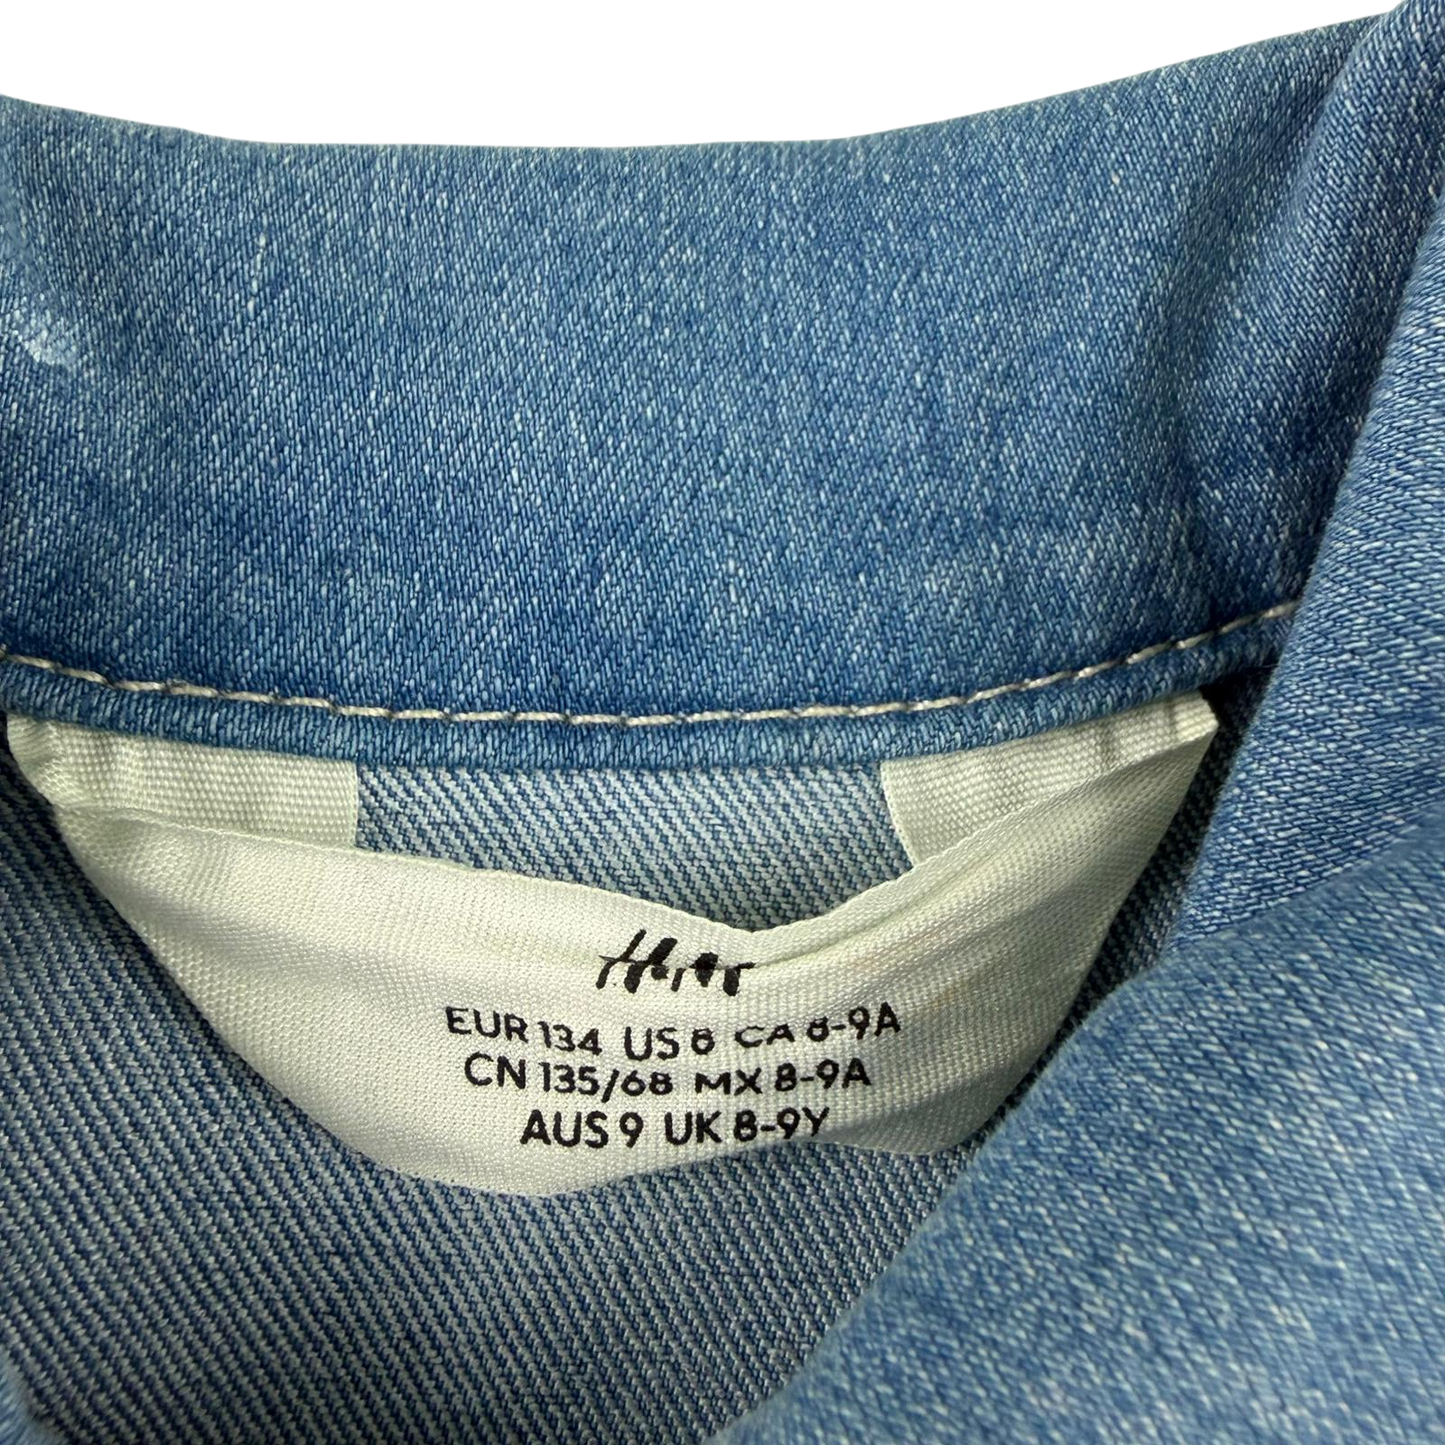 H&M
EUR 134 US 8 CA 8-9A
CN 135/68 MX 8-9A
AUS 9 UK 8-9Y